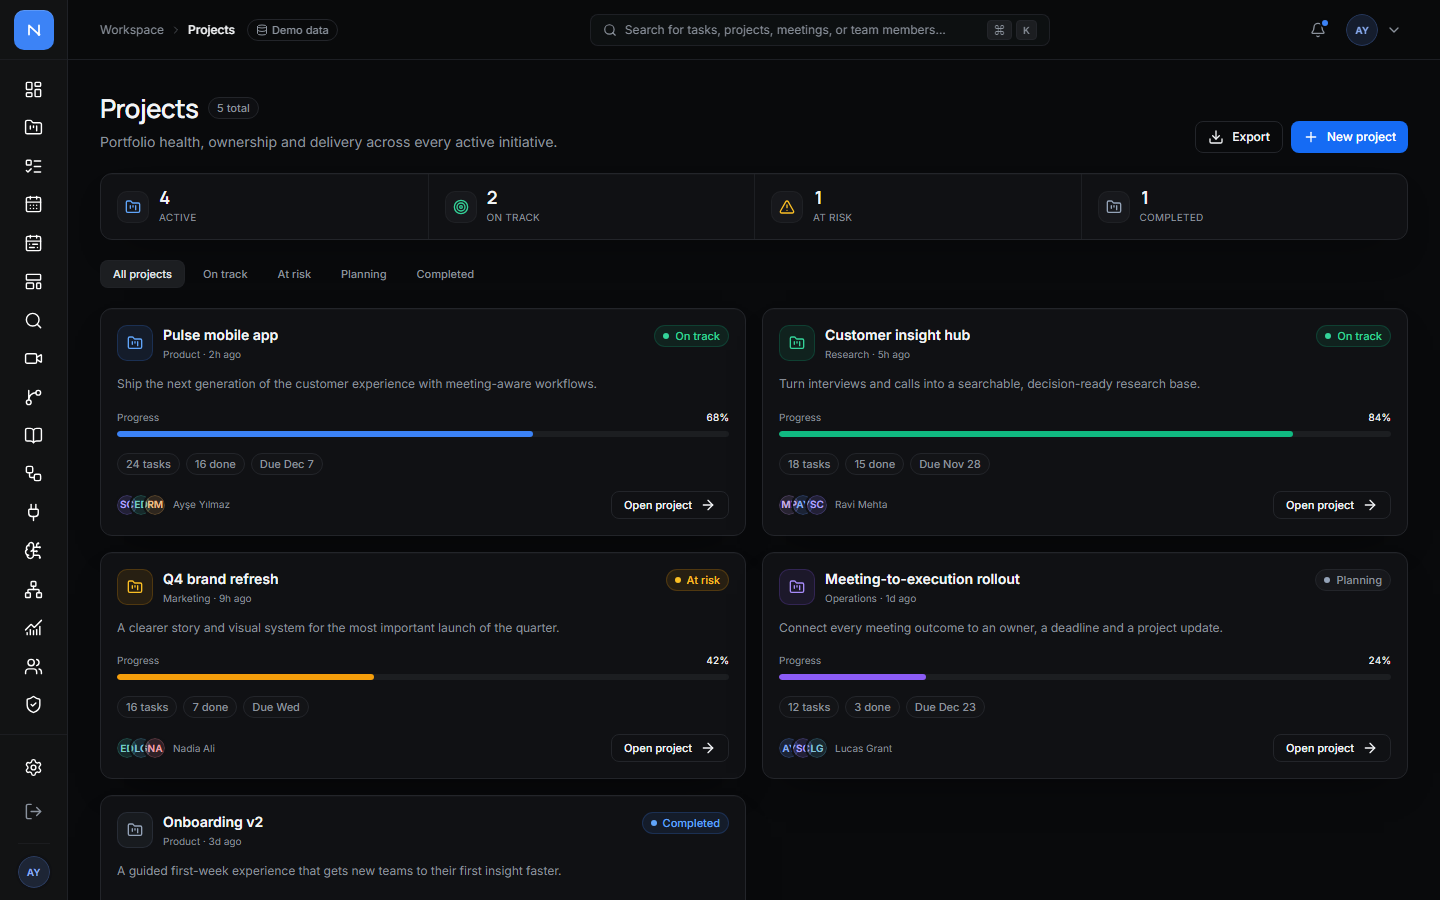 Workspace > Projects Demo data
Search for tasks, projects, meetings, or team members... ⌘ K
AY
Projects 5 total
Portfolio health, ownership and delivery across every active initiative.
Export
New project
4
ACTIVE
2
ON TRACK
1
AT RISK
1
COMPLETED
All projects On track At risk Planning Completed
Pulse mobile app
On track
Product · 2h ago
Ship the next generation of the customer experience with meeting-aware workflows.
Progress 68%
24 tasks 16 done Due Dec 7
RM Ayşe Yılmaz
Open project
Customer insight hub
On track
Research · 5h ago
Turn interviews and calls into a searchable, decision-ready research base.
Progress 84%
18 tasks 15 done Due Nov 28
SC Ravi Mehta
Open project
Q4 brand refresh
At risk
Marketing · 9h ago
A clearer story and visual system for the most important launch of the quarter.
Progress 42%
16 tasks 7 done Due Wed
NA Nadia Ali
Open project
Meeting-to-execution rollout
Planning
Operations · 1d ago
Connect every meeting outcome to an owner, a deadline and a project update.
Progress 24%
12 tasks 3 done Due Dec 23
LG Lucas Grant
Open project
Onboarding v2
Completed
Product · 3d ago
A guided first-week experience that gets new teams to their first insight faster.
AY